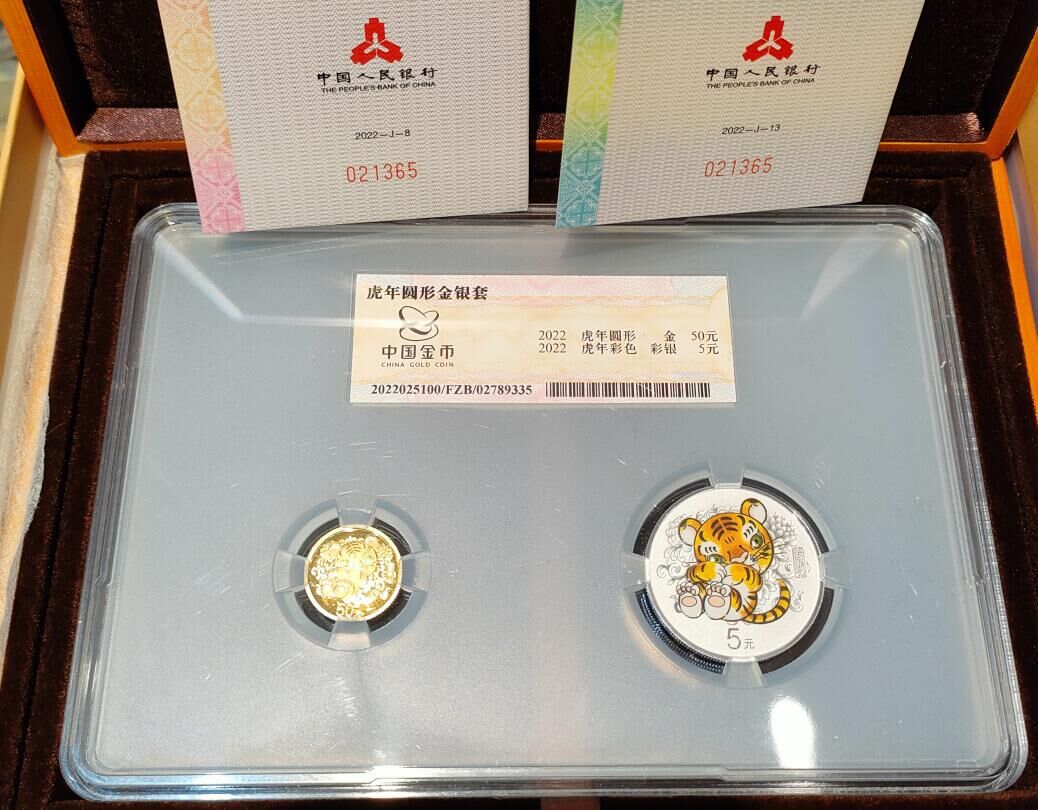 中国人民银行
THE PEOPLE'S BANK OF CHINA
2022-J-8
021365
中国人民银行
THE PEOPLE'S BANK OF CHINA
2022-J-13
021365
虎年圆形金银套
中国金币
CHINA GOLD COIN
2022 虎年圆形 金 50元
2022 虎年彩色 彩银 5元
2022025100/FZB/02789335
50元
5元